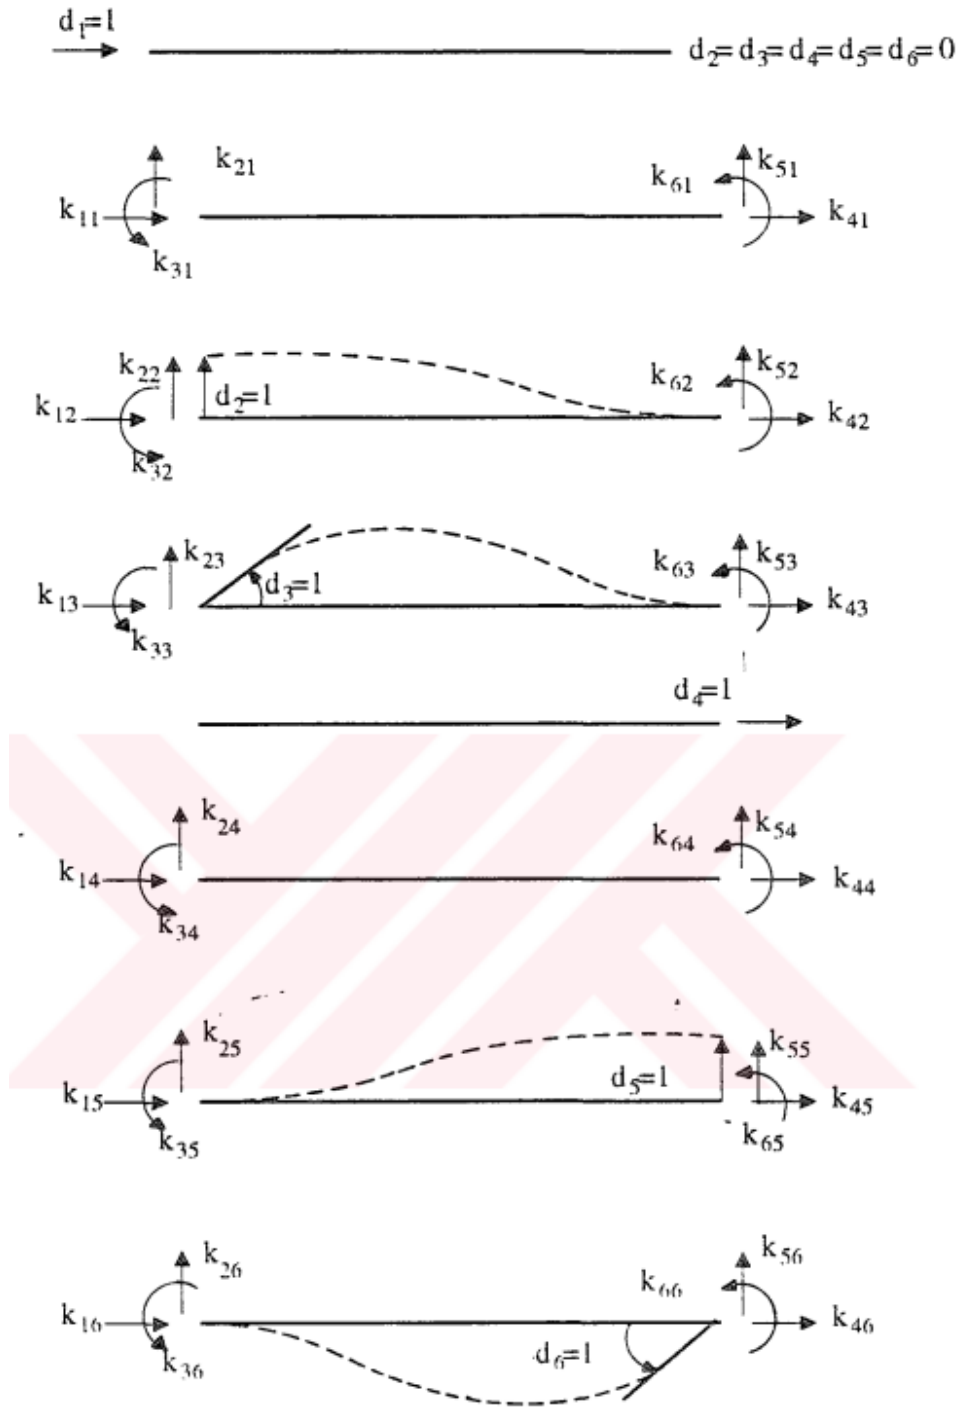 d₁=1
d₂= d₃= d₄= d₅= d₆= 0
k₂₁ k₆₁ k₅₁
k₁₁ k₄₁
k₃₁
k₂₂ k₆₂ k₅₂
k₁₂ d₂=1 k₄₂
k₃₂
k₂₃ k₆₃ k₅₃
k₁₃ d₃=1 k₄₃
k₃₃
d₄=1
k₂₄ k₆₄ k₅₄
k₁₄ k₄₄
k₃₄
k₂₅ k₅₅
k₁₅ d₅=1 k₄₅
k₃₅ k₆₅
k₂₆ k₆₆ k₅₆
k₁₆ k₄₆
k₃₆ d₆=1